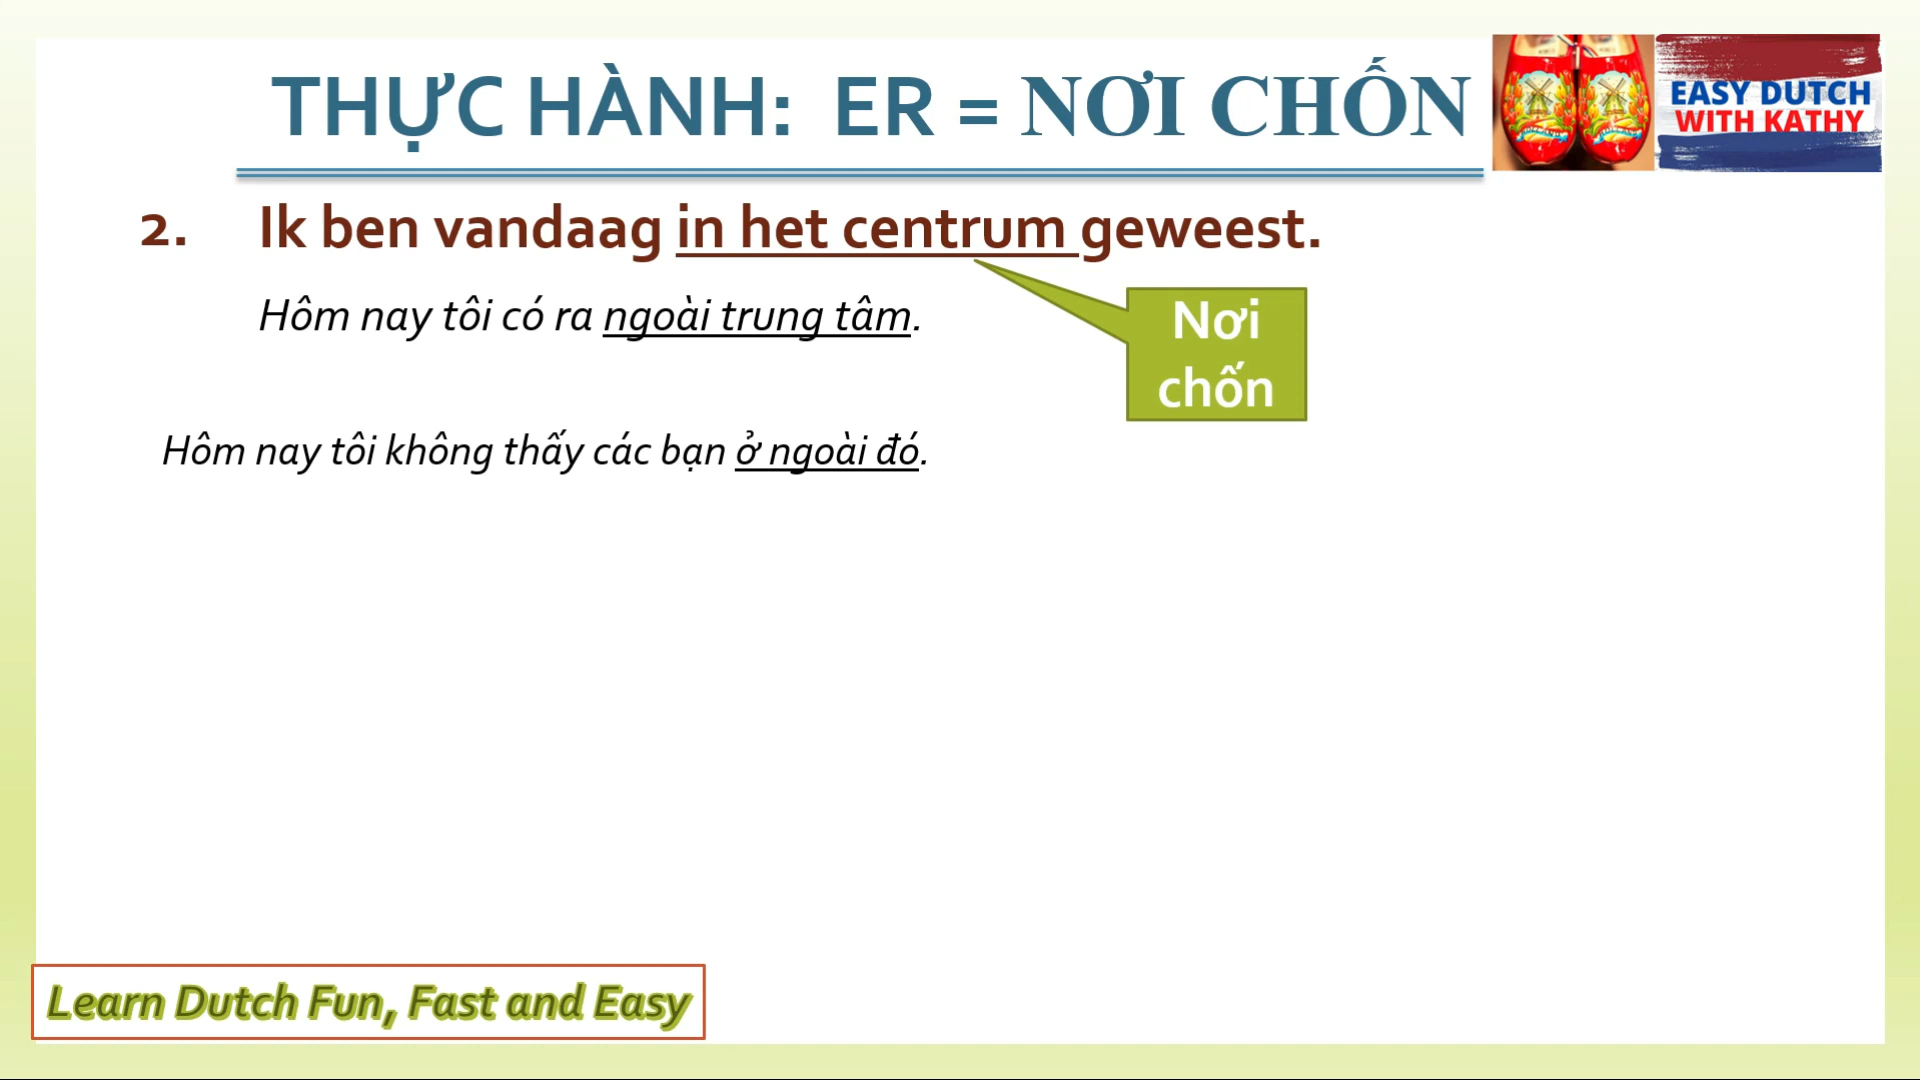 THỰC HÀNH: ER = NƠI CHỐN
EASY DUTCH
WITH KATHY
2. Ik ben vandaag in het centrum geweest.
Hôm nay tôi có ra ngoài trung tâm.
Nơi
chốn
Hôm nay tôi không thấy các bạn ở ngoài đó.
Learn Dutch Fun, Fast and Easy